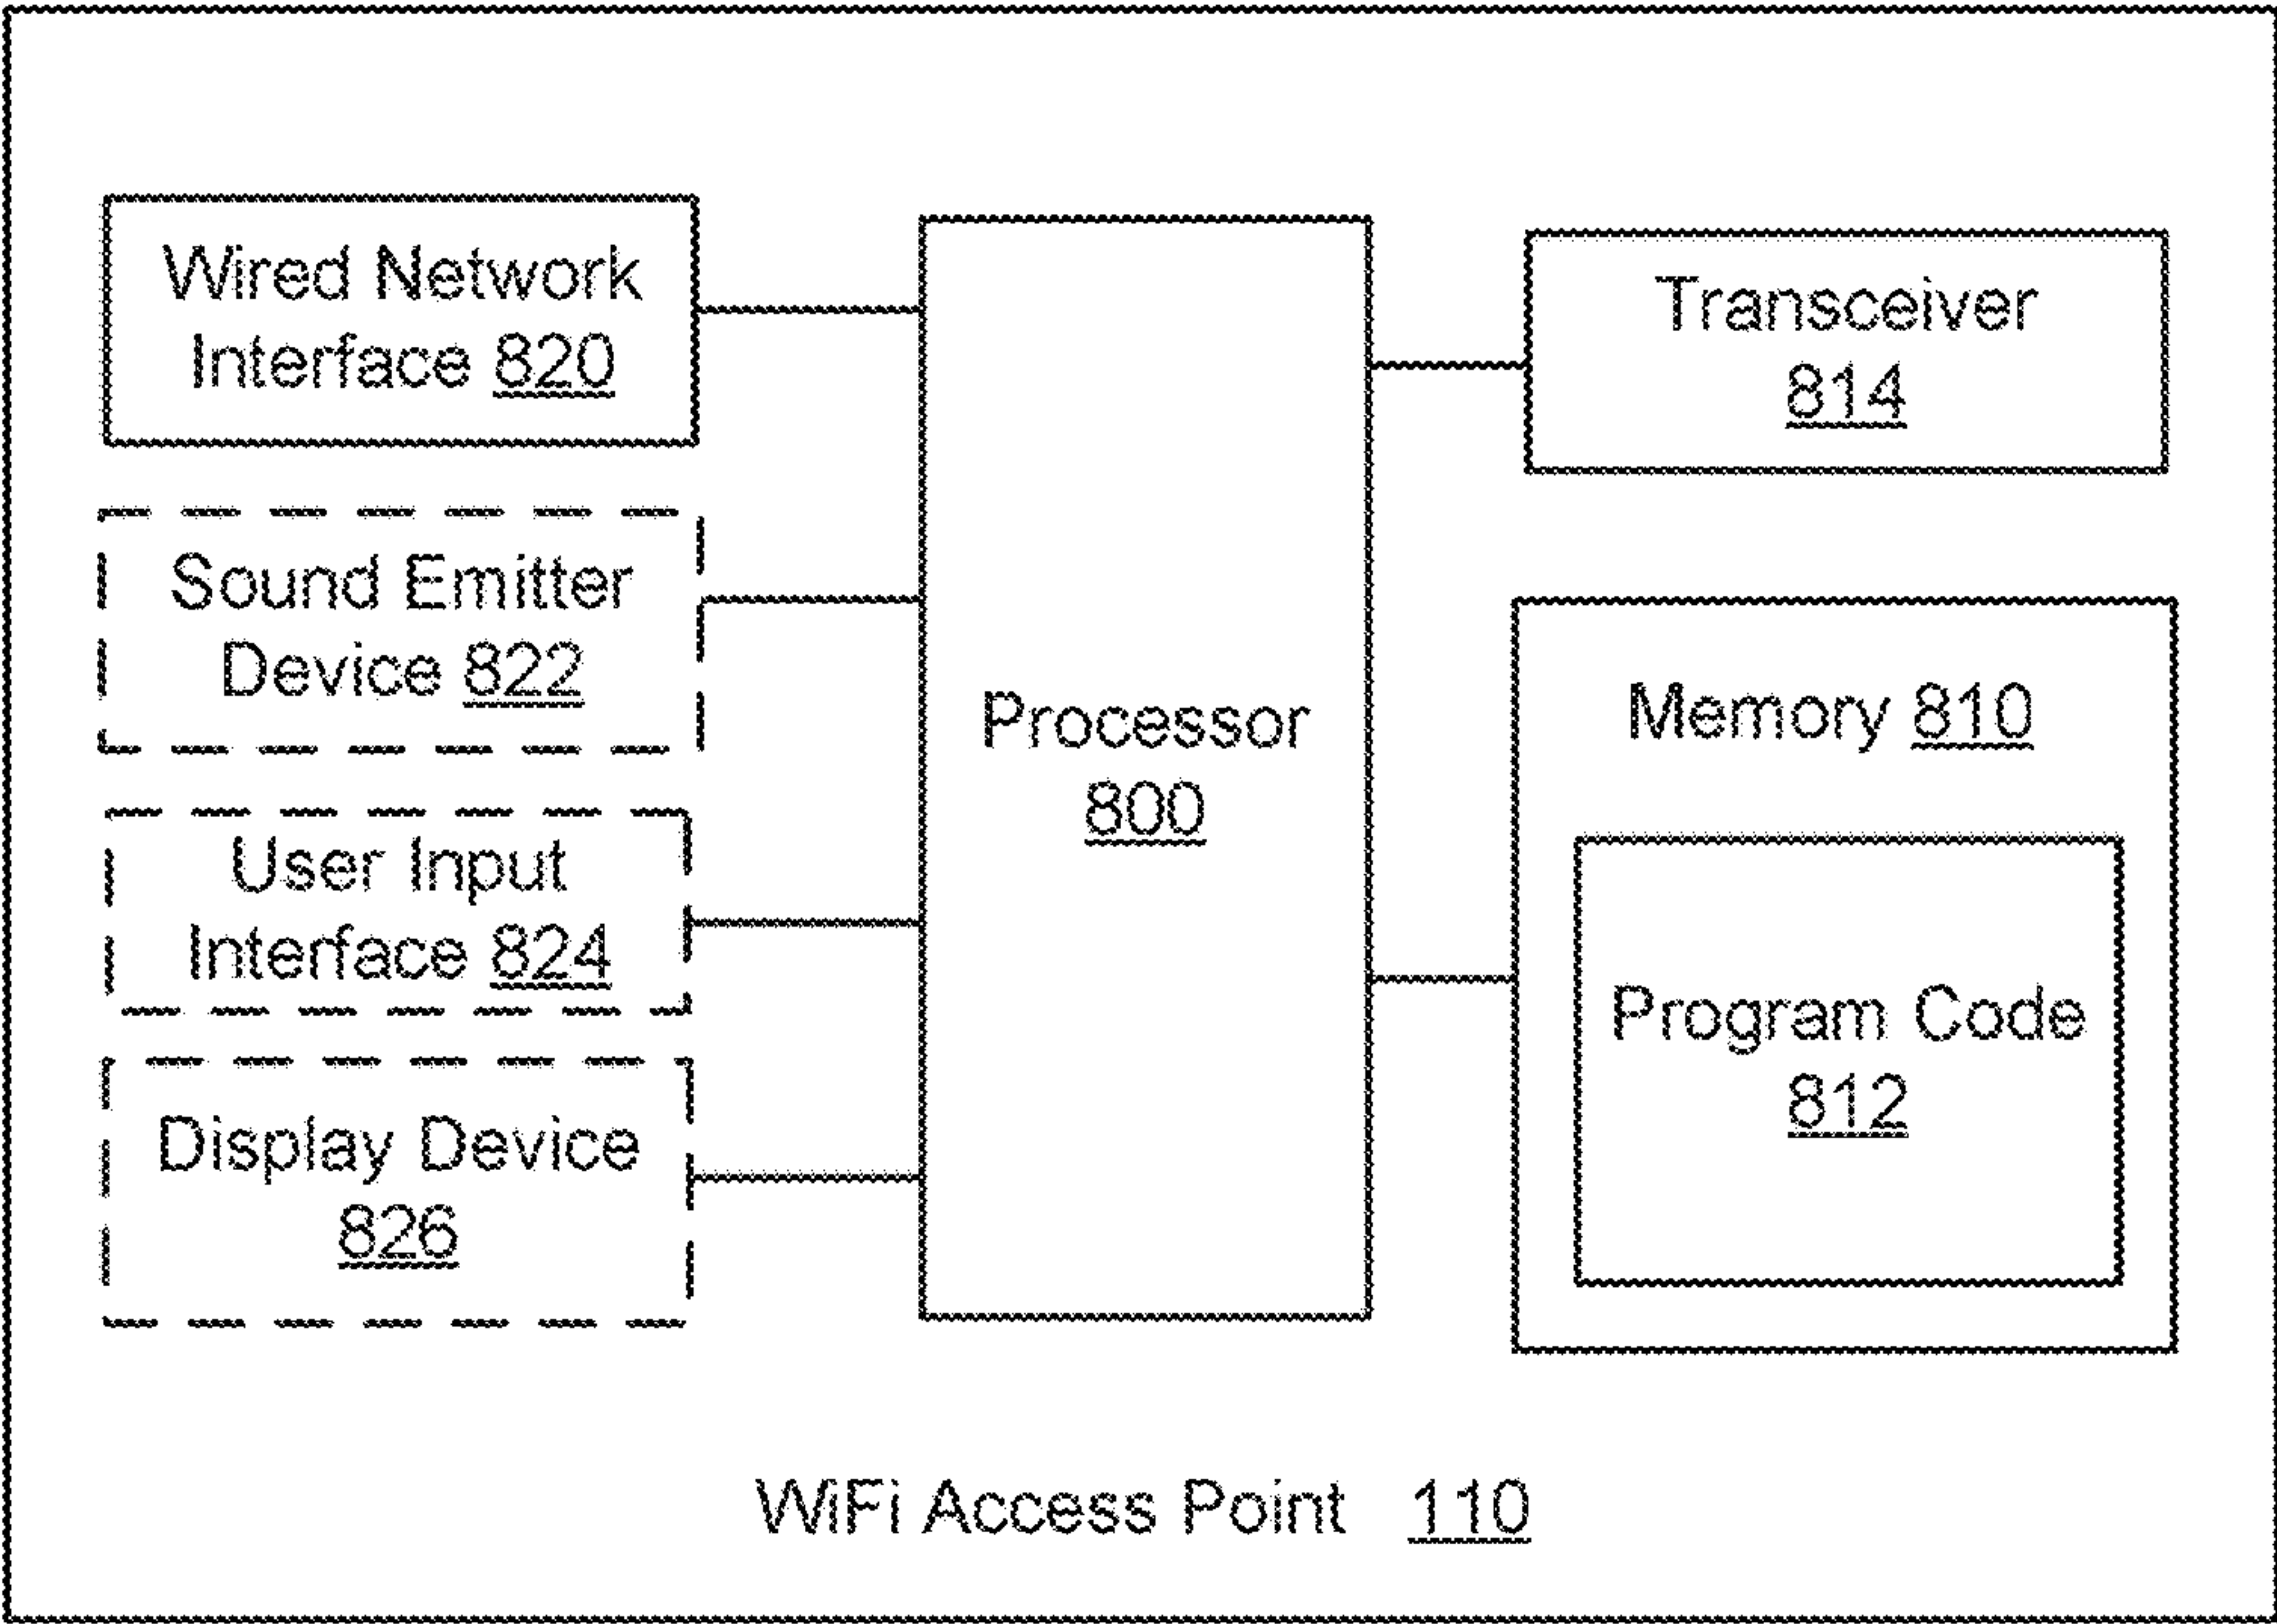 Wired Network
Interface 820
Sound Emitter
Device 822
User Input
Interface 824
Display Device
826
Processor
800
Transceiver
814
Memory 810
Program Code
812
WiFi Access Point 110